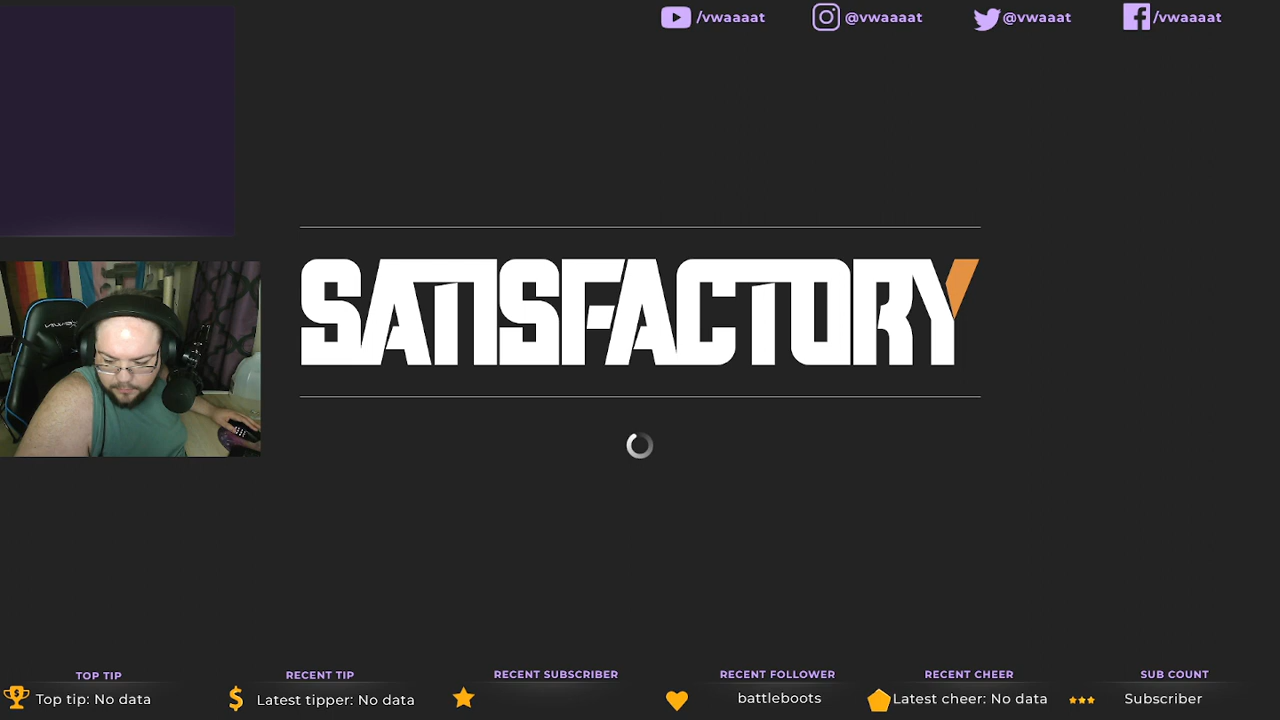 /vwaaaat @vwaaaat @vwaaaat /vwaaaat
SATISFACTORY
TOP TIP RECENT TIP RECENT SUBSCRIBER RECENT FOLLOWER RECENT CHEER SUB COUNT
Top tip: No data Latest tipper: No data battleboots Latest cheer: No data Subscriber